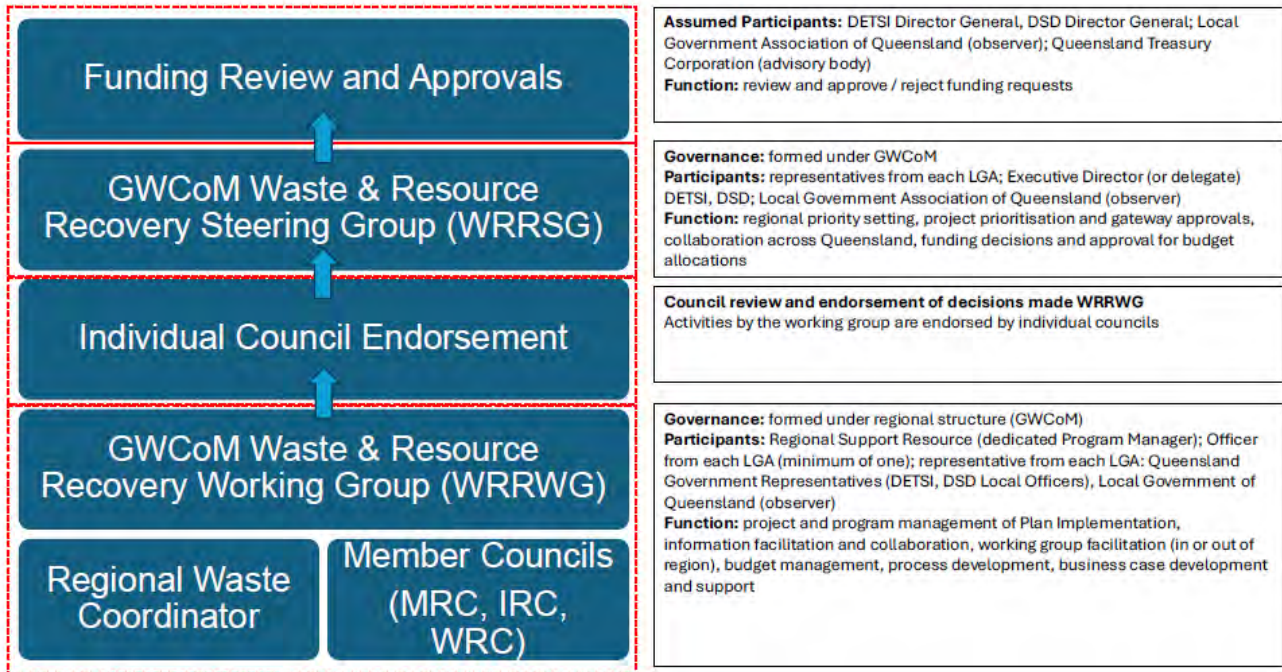 Funding Review and Approvals
Assumed Participants: DETSI Director General, DSD Director General; Local
Government Association of Queensland (observer); Queensland Treasury
Corporation (advisory body)
Function: review and approve / reject funding requests
GWCoM Waste & Resource
Recovery Steering Group (WRRSG)
Governance: formed under GWCoM
Participants: representatives from each LGA; Executive Director (or delegate)
DETSI, DSD; Local Government Association of Queensland (observer)
Function: regional priority setting, project prioritisation and gateway approvals,
collaboration across Queensland, funding decisions and approval for budget
allocations
Individual Council Endorsement
Council review and endorsement of decisions made WRRWG
Activities by the working group are endorsed by individual councils
GWCoM Waste & Resource
Recovery Working Group (WRRWG)
Regional Waste
Coordinator
Member Councils
(MRC, IRC,
WRC)
Governance: formed under regional structure (GWCoM)
Participants: Regional Support Resource (dedicated Program Manager); Officer
from each LGA (minimum of one); representative from each LGA: Queensland
Government Representatives (DETSI, DSD Local Officers), Local Government of
Queensland (observer)
Function: project and program management of Plan Implementation,
information facilitation and collaboration, working group facilitation (in or out of
region), budget management, process development, business case development
and support